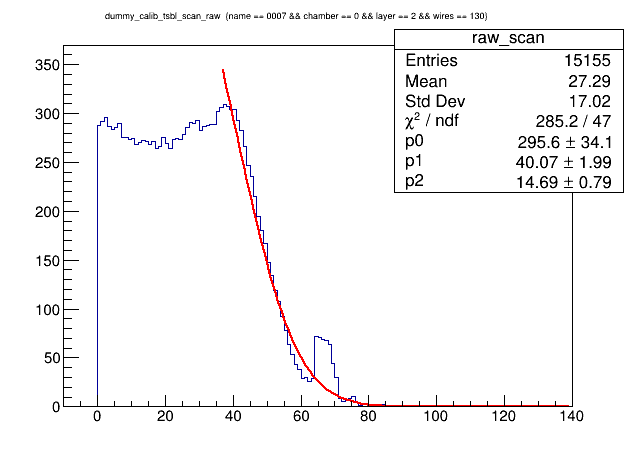 dummy_calib_tsbl_scan_raw (name == 0007 && chamber == 0 && layer == 2 && wires == 130)
raw_scan
Entries 15155
Mean 27.29
Std Dev 17.02
χ² / ndf 285.2 / 47
p0 295.6 ± 34.1
p1 40.07 ± 1.99
p2 14.69 ± 0.79
350
300
250
200
150
100
50
0
0 20 40 60 80 100 120 140